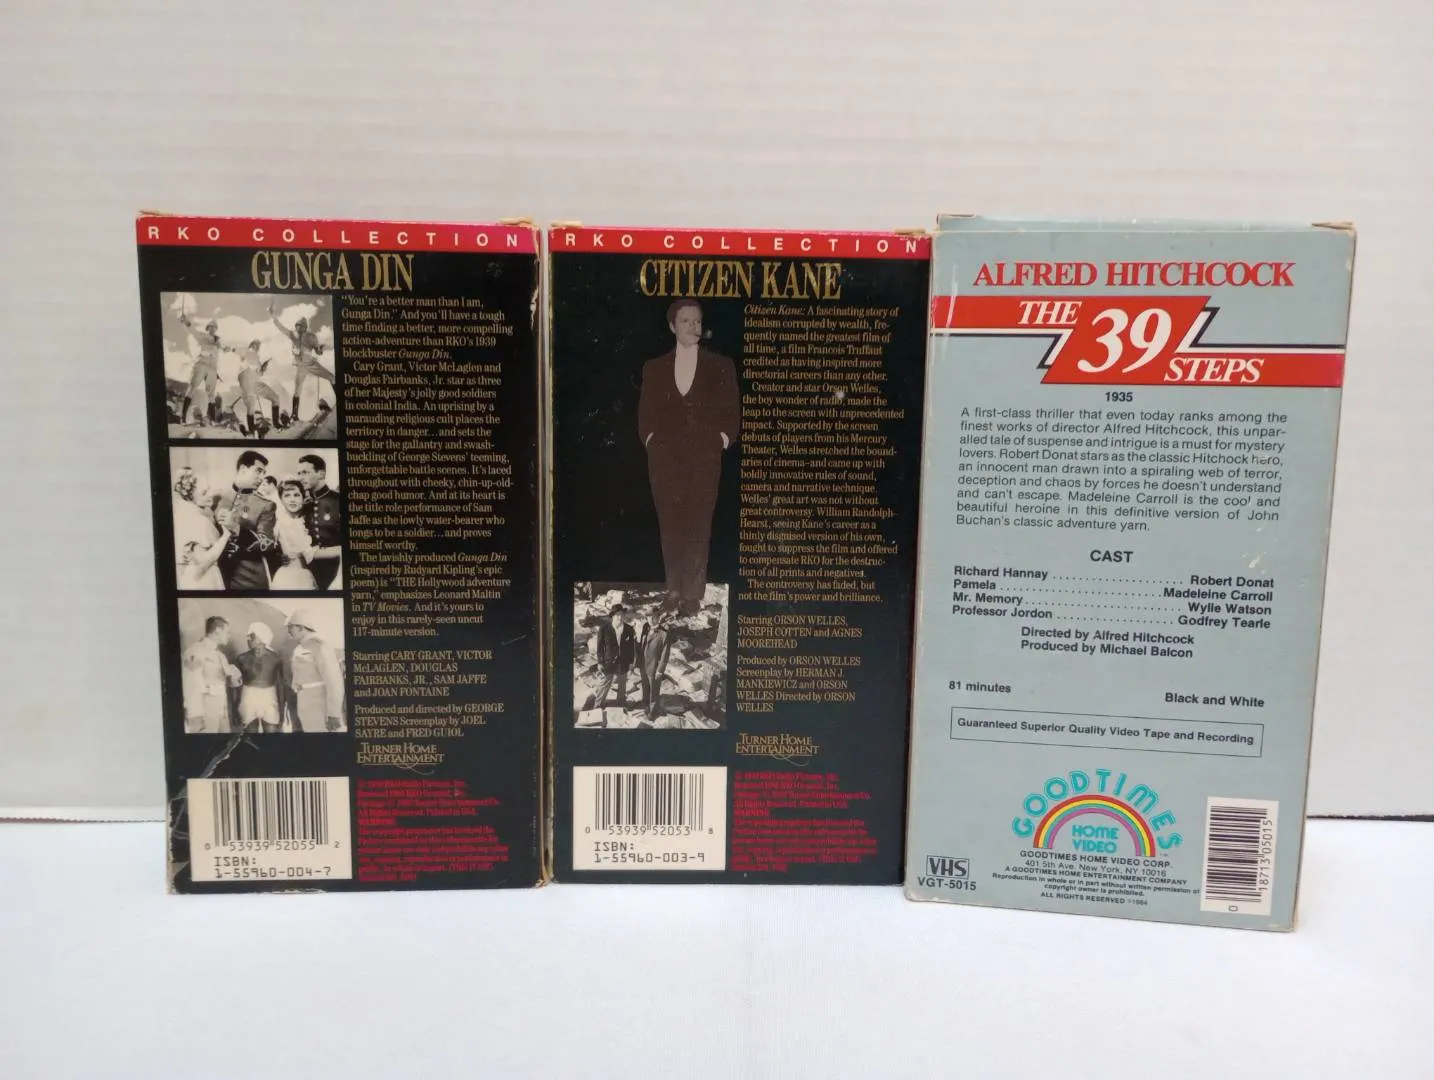 RKO COLLECTION
GUNGA DIN
"You're a better man than I am,
Gunga Din." And you'll have a tough
time finding a better, more compelling
action-adventure than RKO's 1939
blockbuster Gunga Din.
Cary Grant, Victor McLaglen and
Douglas Fairbanks, Jr. star as three
of her Majesty's jolly good soldiers
in colonial India. An uprising by a
marauding religious cult places the
territory in danger...and sets the
stage for the gallantry and swash-
buckling of George Stevens' teeming,
unforgettable battle scenes. It's laced
throughout with cheeky, chin-up-old-
chap good humor. And at its heart is
the title role performance of Sam
Jaffe as the lowly water-bearer who
longs to be a soldier...and proves
himself worthy.
The lavishly produced Gunga Din
(inspired by Rudyard Kipling's epic
poem) is "THE Hollywood adventure
yarn," emphasizes Leonard Maltin
in TV Movies. And it's yours to
enjoy in this rarely-seen uncut
117-minute version.
Starring CARY GRANT, VICTOR
McLAGLEN, DOUGLAS
FAIRBANKS, JR., SAM JAFFE
and JOAN FONTAINE
Produced and directed by GEORGE
STEVENS Screenplay by JOEL
SAYRE and FRED GUIOL
TURNER HOME
ENTERTAINMENT
0 53939 52055 2
ISBN:
1-55960-004-7
RKO COLLECTION
CITIZEN KANE
Citizen Kane: A fascinating story of
idealism corrupted by wealth, fre-
quently named the greatest film of
all time, a film Francois Truffaut
credited as having inspired more
directorial careers than any other.
Creator and star Orson Welles,
the boy wonder of radio, made the
leap to the screen with unprecedented
impact. Supported by the screen
debuts of players from his Mercury
Theater, Welles stretched the bound-
aries of cinema–and came up with
boldly innovative rules of sound,
camera and narrative technique.
Welles' great art was not without
great controversy. William Randolph
Hearst, seeing Kane's career as a
thinly disguised version of his own,
fought to suppress the film and offered
to compensate RKO for the destruc-
tion of all prints and negatives.
The controversy has faded, but
not the film's power and brilliance.
Starring ORSON WELLES,
JOSEPH COTTEN and AGNES
MOOREHEAD
Produced by ORSON WELLES
Screenplay by HERMAN J.
MANKIEWICZ and ORSON
WELLES Directed by ORSON
WELLES
TURNER HOME
ENTERTAINMENT
0 53939 52053 8
ISBN:
1-55960-003-9
ALFRED HITCHCOCK
THE 39 STEPS
1935
A first-class thriller that even today ranks among the
finest works of director Alfred Hitchcock, this unpar-
alled tale of suspense and intrigue is a must for mystery
lovers. Robert Donat stars as the classic Hitchock hero,
an innocent man drawn into a spiraling web of terror,
deception and chaos by forces he doesn't understand
and can't escape. Madeleine Carroll is the cool and
beautiful heroine in this definitive version of John
Buchan's classic adventure yarn.
CAST
Richard Hannay . . . . . . . . . . . . . . . . . . . . Robert Donat
Pamela . . . . . . . . . . . . . . . . . . . . . . . . . Madeleine Carroll
Mr. Memory . . . . . . . . . . . . . . . . . . . . . . . Wylie Watson
Professor Jordon . . . . . . . . . . . . . . . . . . Godfrey Tearle
Directed by Alfred Hitchcock
Produced by Michael Balcon
81 minutes
Black and White
Guaranteed Superior Quality Video Tape and Recording
GOODTIMES
HOME
VIDEO
VHS
VGT-5015
GOODTIMES HOME VIDEO CORP.
401 5th Ave. New York, NY 10016
A GOODTIMES HOME ENTERTAINMENT COMPANY
Reproduction in whole or in part without written permission of
copyright owner is prohibited.
ALL RIGHTS RESERVED ©1984
0 18713 05015